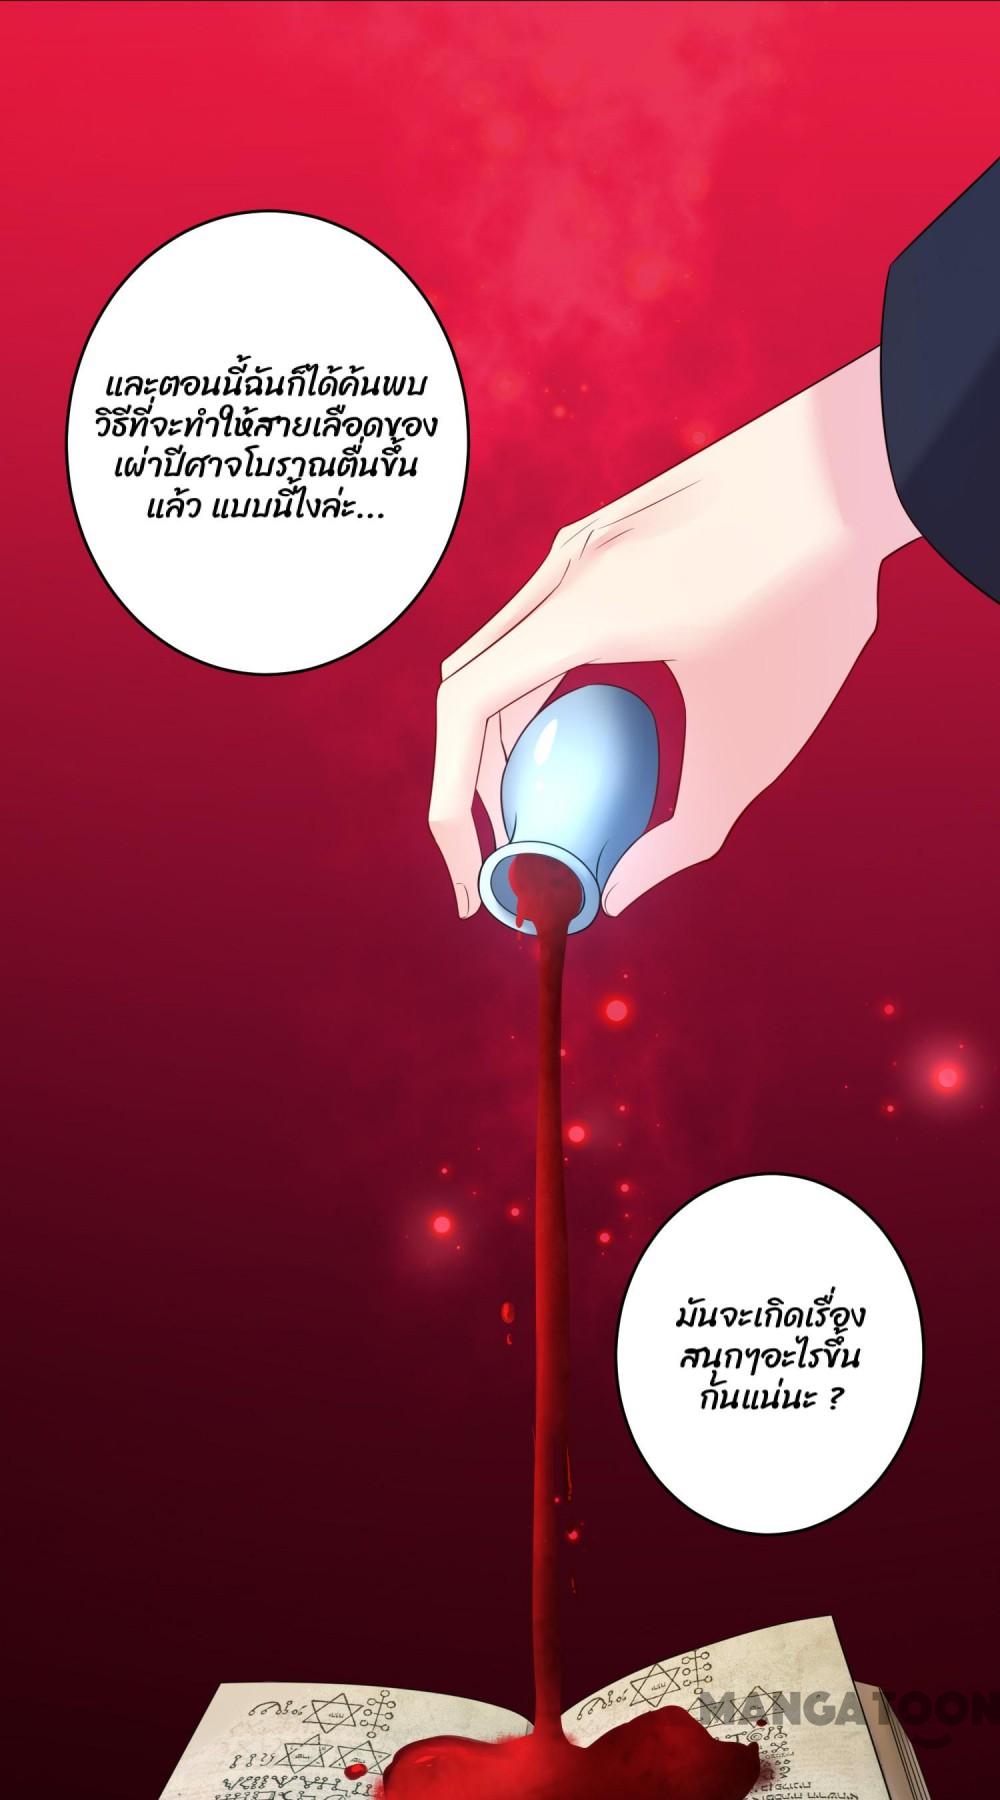 และตอนนี้ฉันก็ได้ค้นพบ
วิธีที่จะทำให้สายเลือดของ
เผ่าปีศาจโบราณตื่นขึ้น
แล้ว แบบนี้ไงล่ะ...
มันจะเกิดเรื่อง
สนุกๆอะไรขึ้น
กันแน่นะ ?
MANGATOON